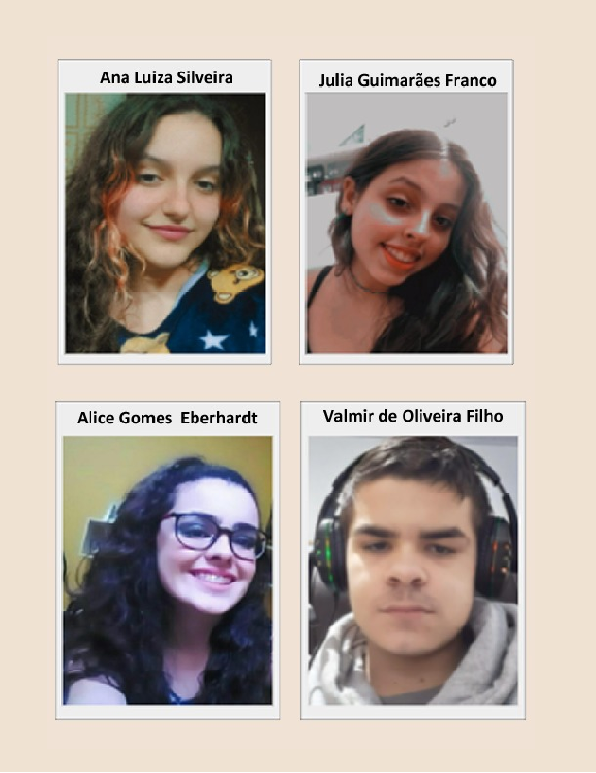 Ana Luiza Silveira
Julia Guimarães Franco
Alice Gomes Eberhardt
Valmir de Oliveira Filho